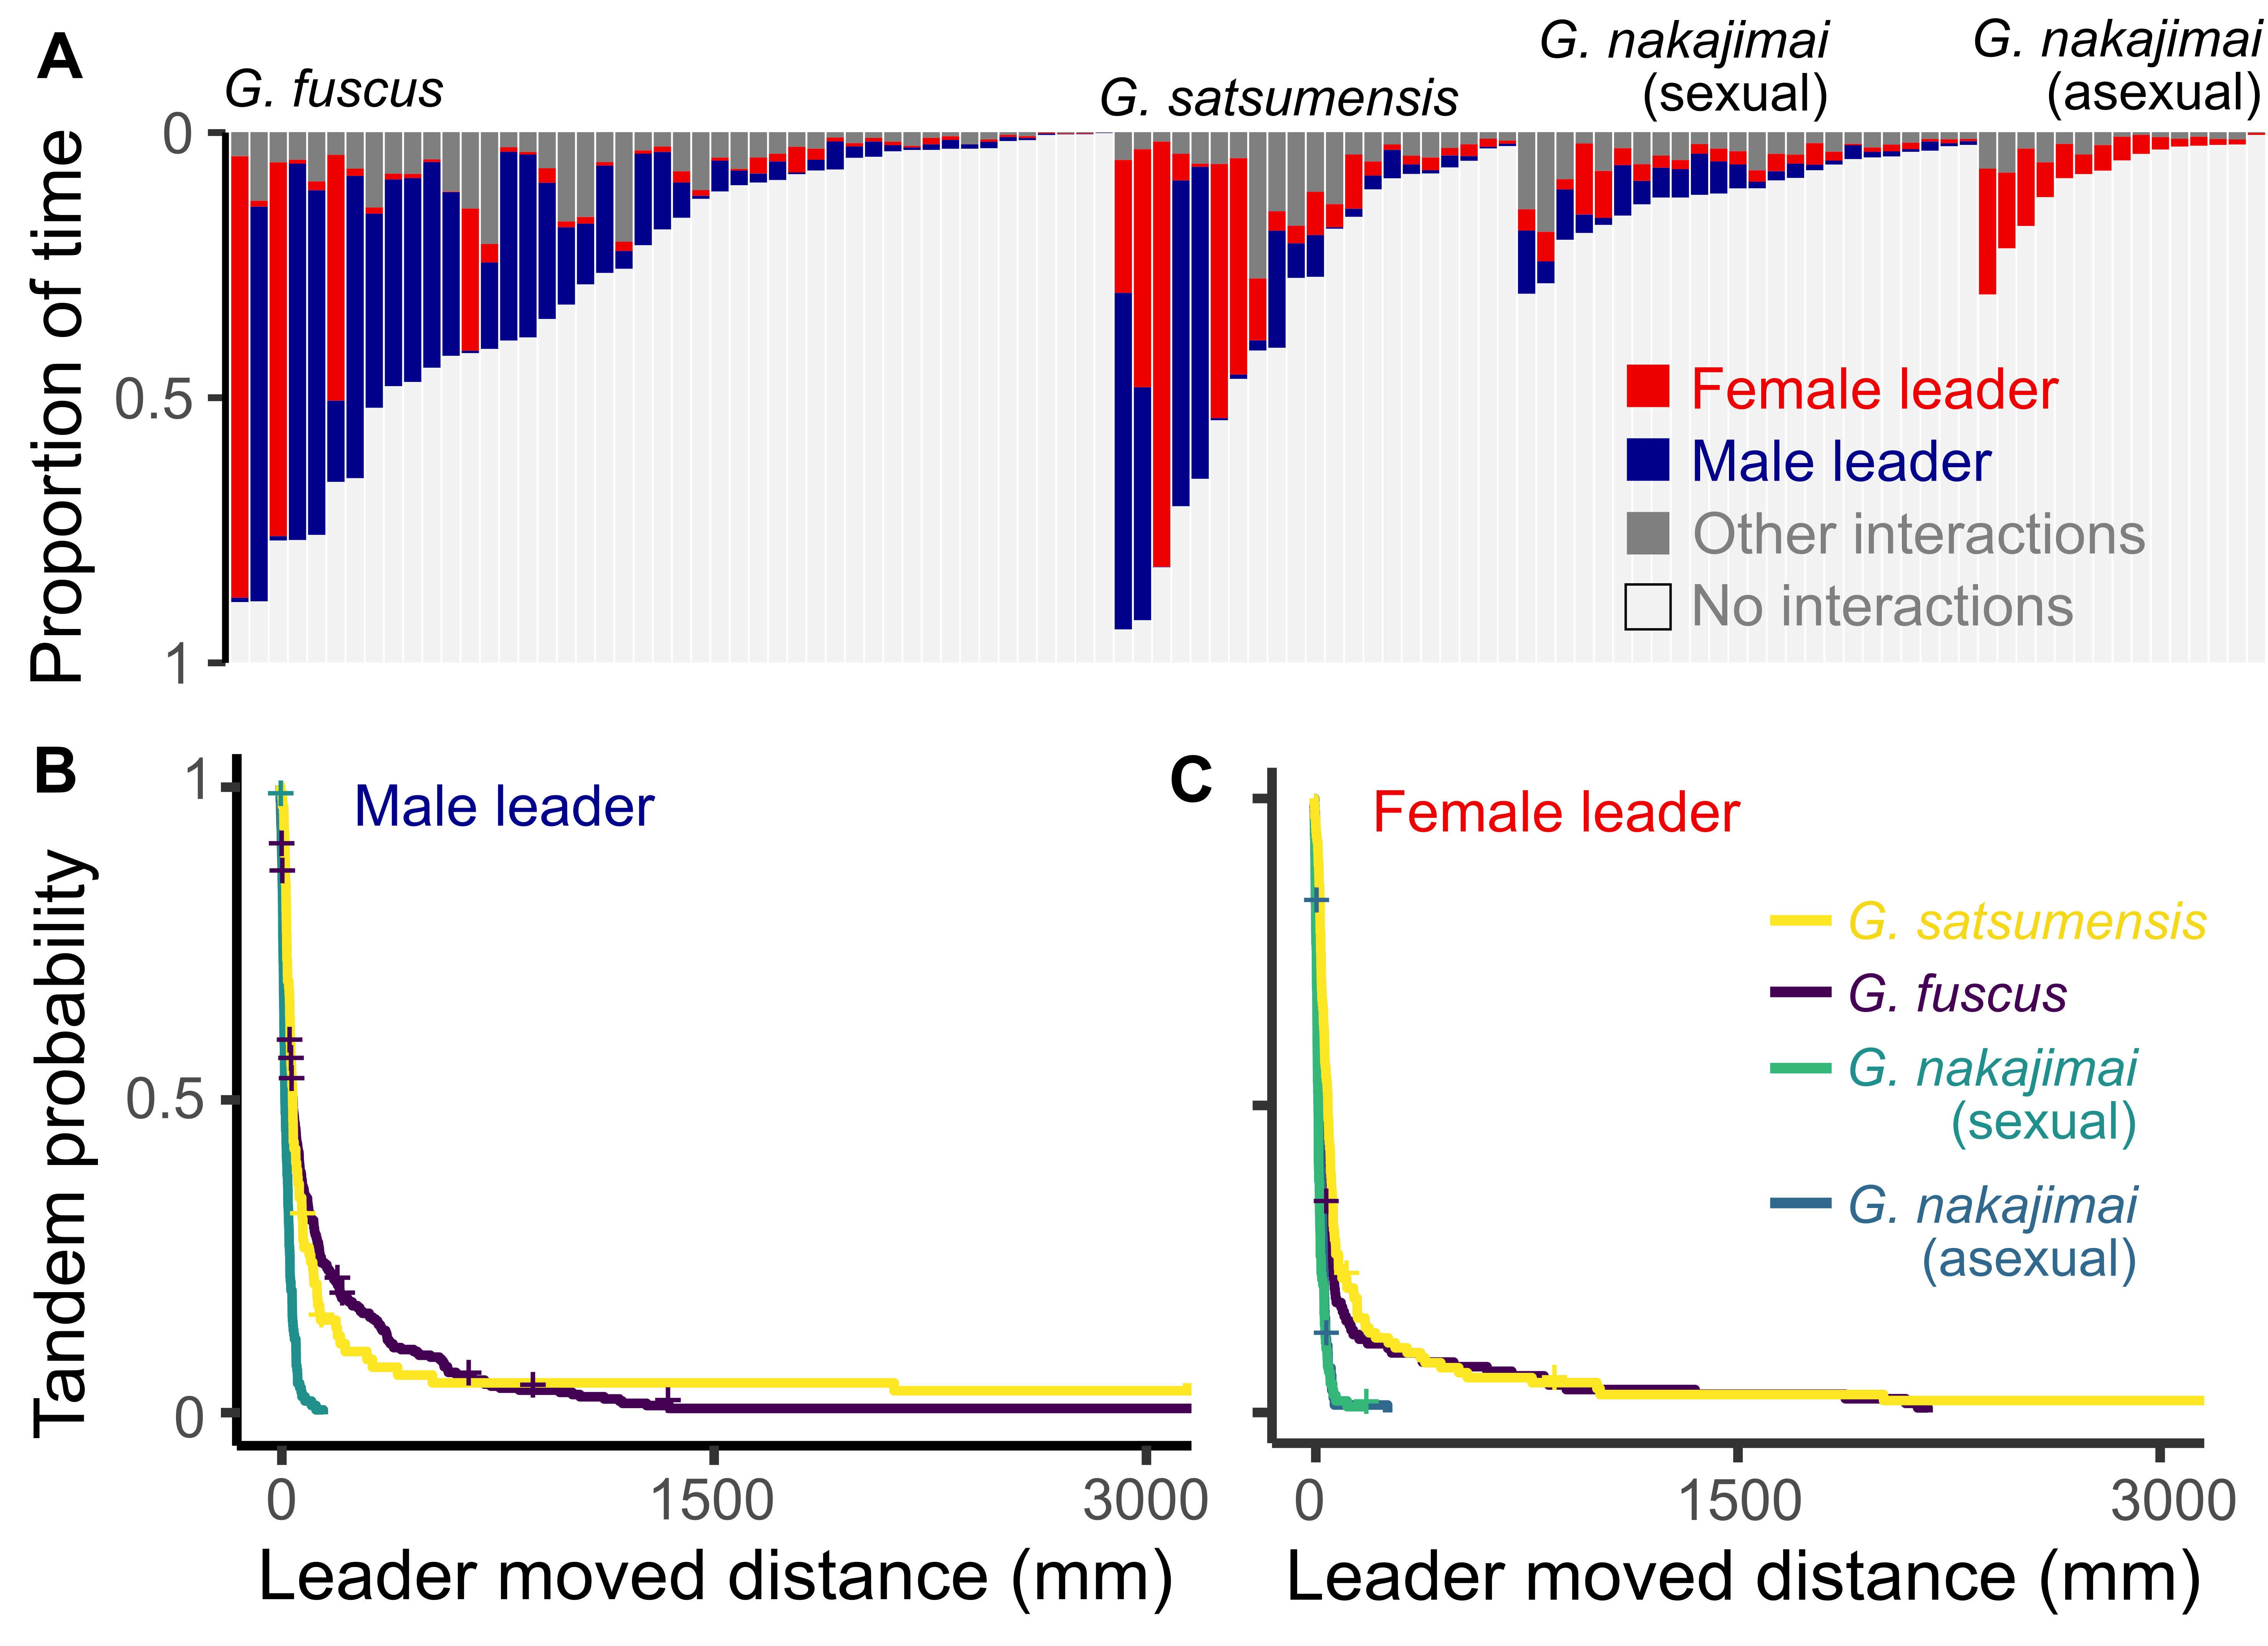 A
G. fuscus
G. satsumensis
G. nakajimai
(sexual)
G. nakajimai
(asexual)
Proportion of time
0
0.5
1
Female leader
Male leader
Other interactions
No interactions
B
Male leader
Tandem probability
1
0.5
0
0
1500
3000
Leader moved distance (mm)
C
Female leader
G. satsumensis
G. fuscus
G. nakajimai
(sexual)
G. nakajimai
(asexual)
0
1500
3000
Leader moved distance (mm)